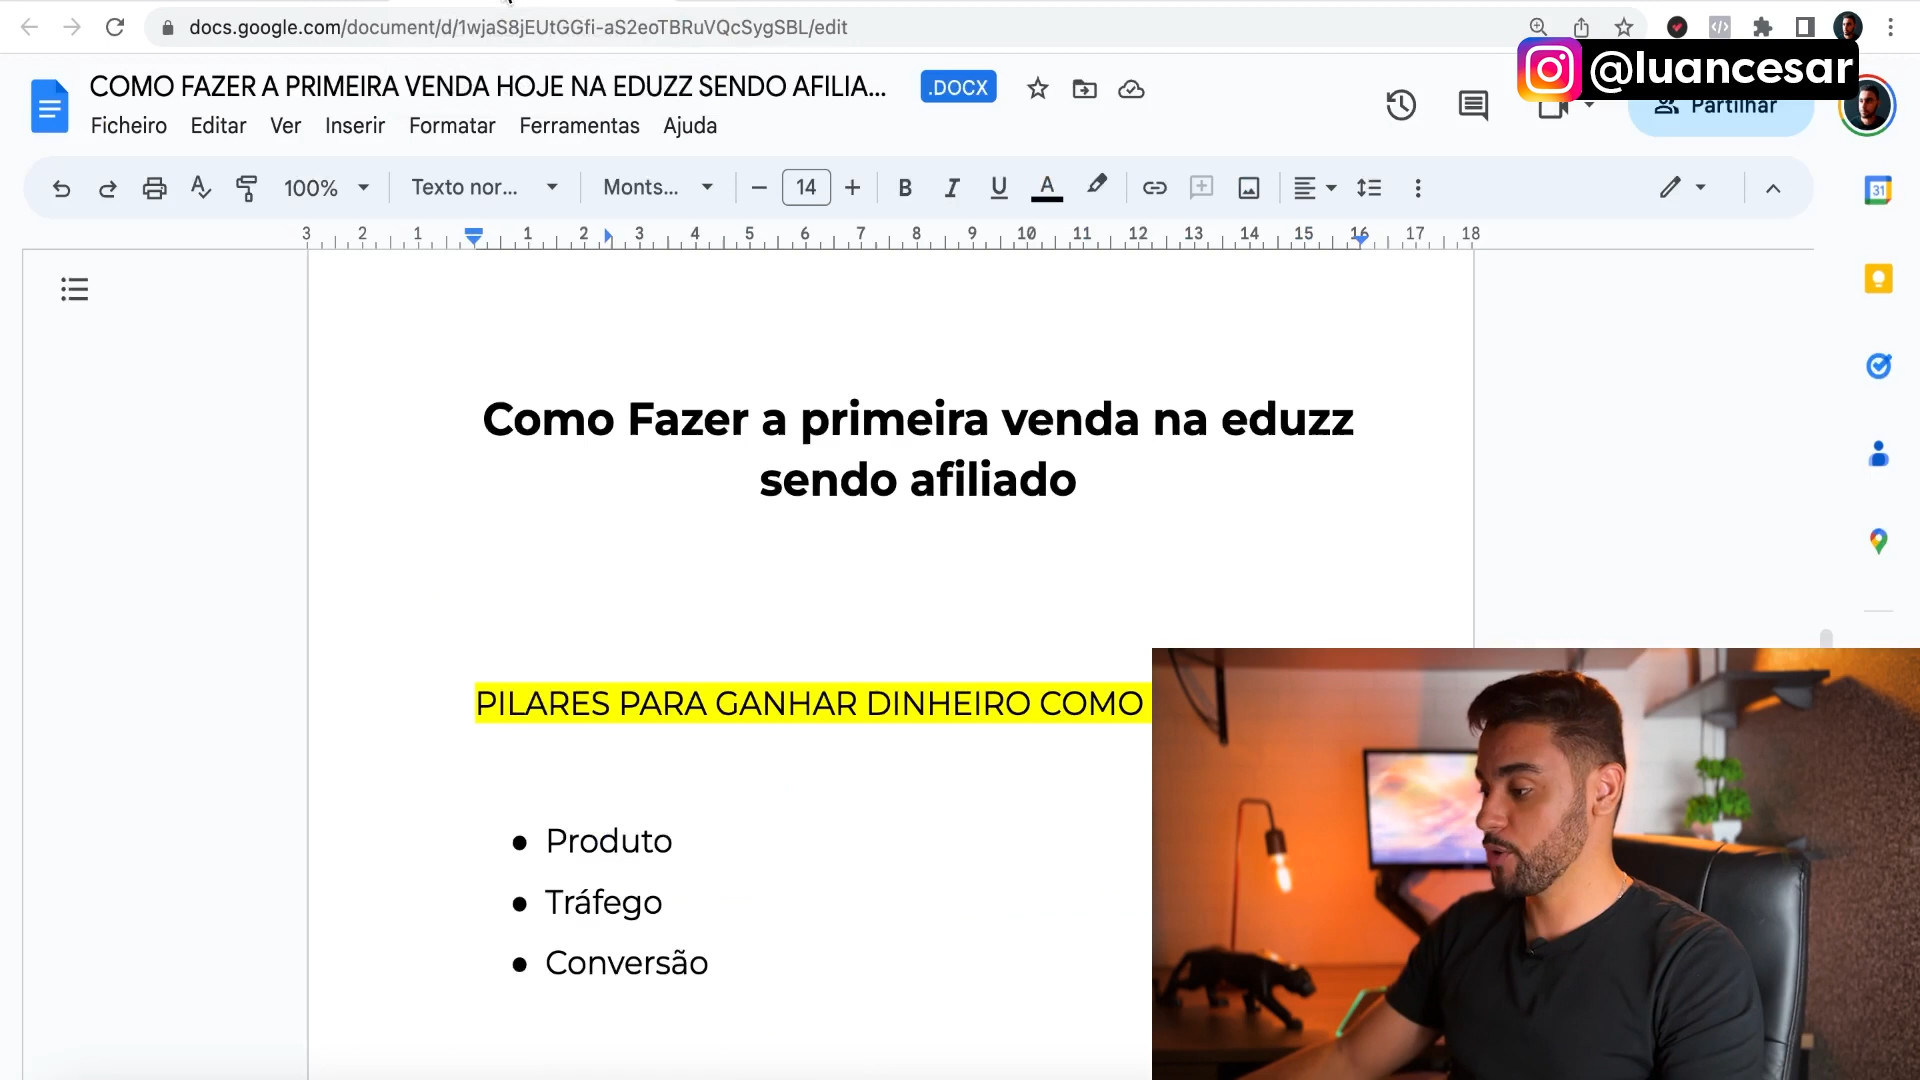 docs.google.com/document/d/1wjaS8jEUtGGfi-aS2eoTBRuVQcSygSBL/edit
@luancesar
COMO FAZER A PRIMEIRA VENDA HOJE NA EDUZZ SENDO AFILIA...
.DOCX
Partilhar
Ficheiro Editar Ver Inserir Formatar Ferramentas Ajuda
100% Texto nor... Monts... 14 B I U A
31
3 2 1 1 2 3 4 5 6 7 8 9 10 11 12 13 14 15 16 17 18
Como Fazer a primeira venda na eduzz
sendo afiliado
PILARES PARA GANHAR DINHEIRO COMO
● Produto
● Tráfego
● Conversão